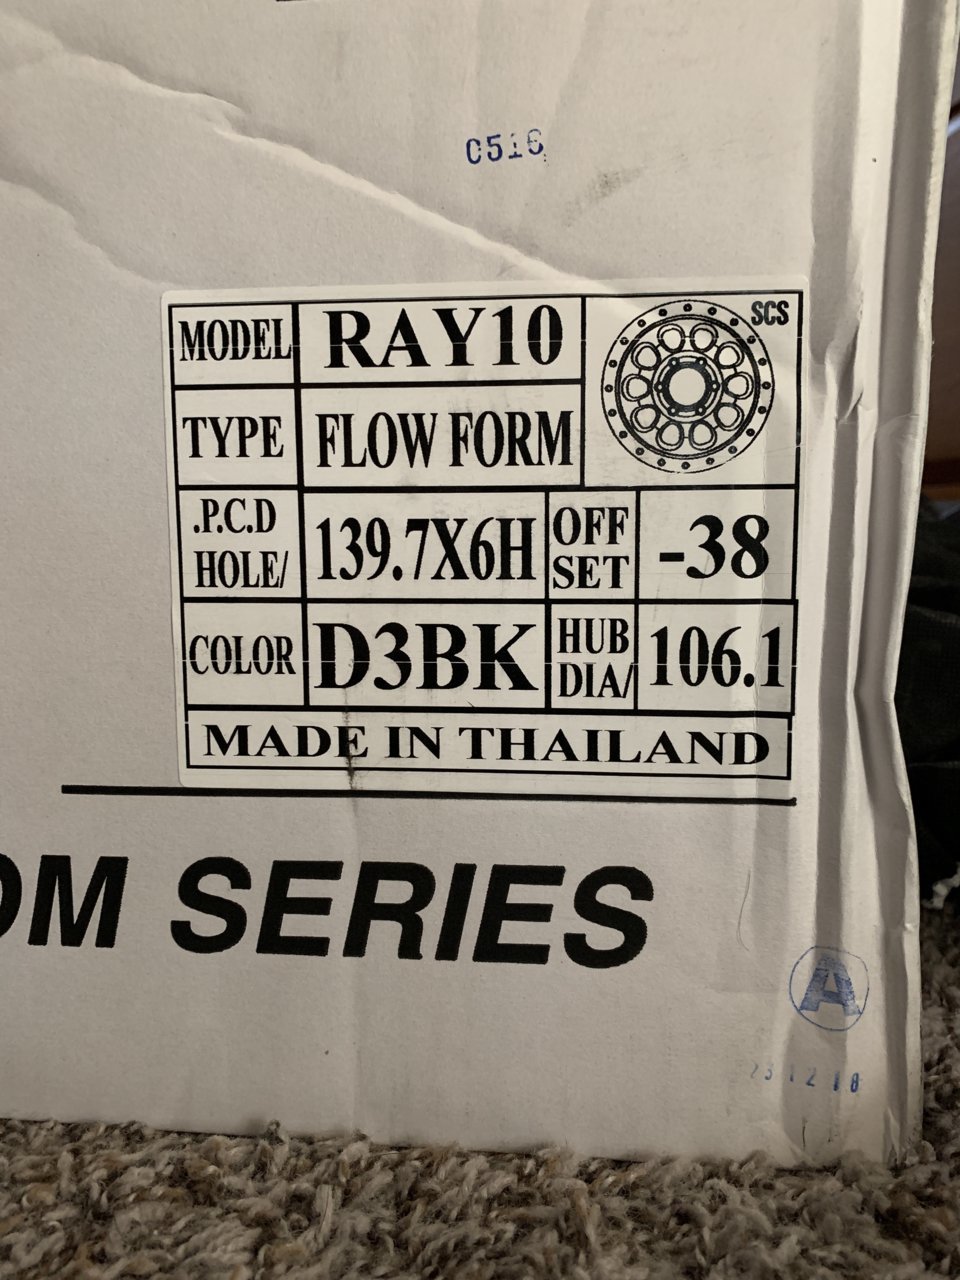 0516
MODEL RAY10 SCS
TYPE FLOW FORM
.P.C.D
HOLE/
139.7X6H
OFF
SET
-38
COLOR D3BK
HUB
DIA/
106.1
MADE IN THAILAND
SERIES
A